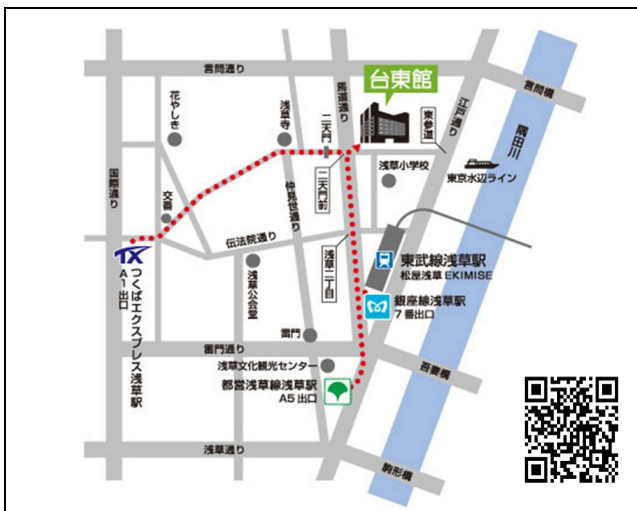 言問通り
台東館
花やしき
浅草寺
二天門
馬道通り
東参道
江戸通り
言問橋
隅田川
東京水辺ライン
国際通り
交番
仲見世通り
二天門前
浅草小学校
伝法院通り
浅草二丁目
東武線浅草駅
松屋浅草 EKIMISE
TX
A1出口
つくばエクスプレス浅草駅
浅草公会堂
銀座線浅草駅
7番出口
雷門
雷門通り
浅草文化観光センター
都営浅草線浅草駅
A5出口
吾妻橋
浅草通り
駒形橋